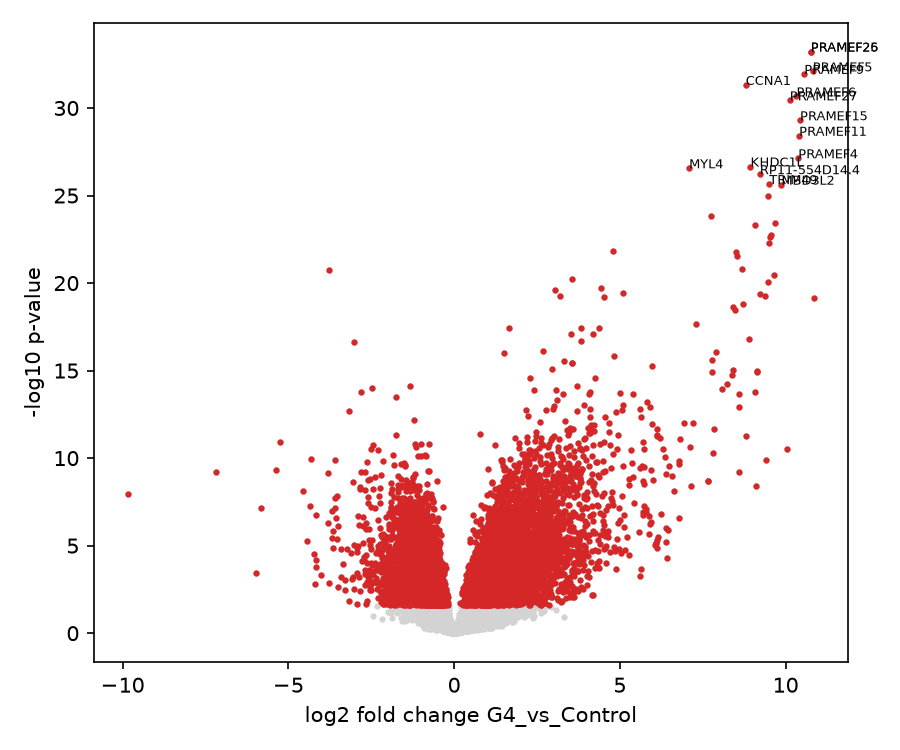 PRAMEF26
PRAMEF5
PRAMEF9
CCNA1
PRAMEF6
PRAMEF27
PRAMEF15
PRAMEF11
PRAMEF4
MYL4
KHDC1L
RP11-554D14.4
30
25
20
15
10
5
0
-log10 p-value
−10
−5
0
5
10
log2 fold change G4_vs_Control